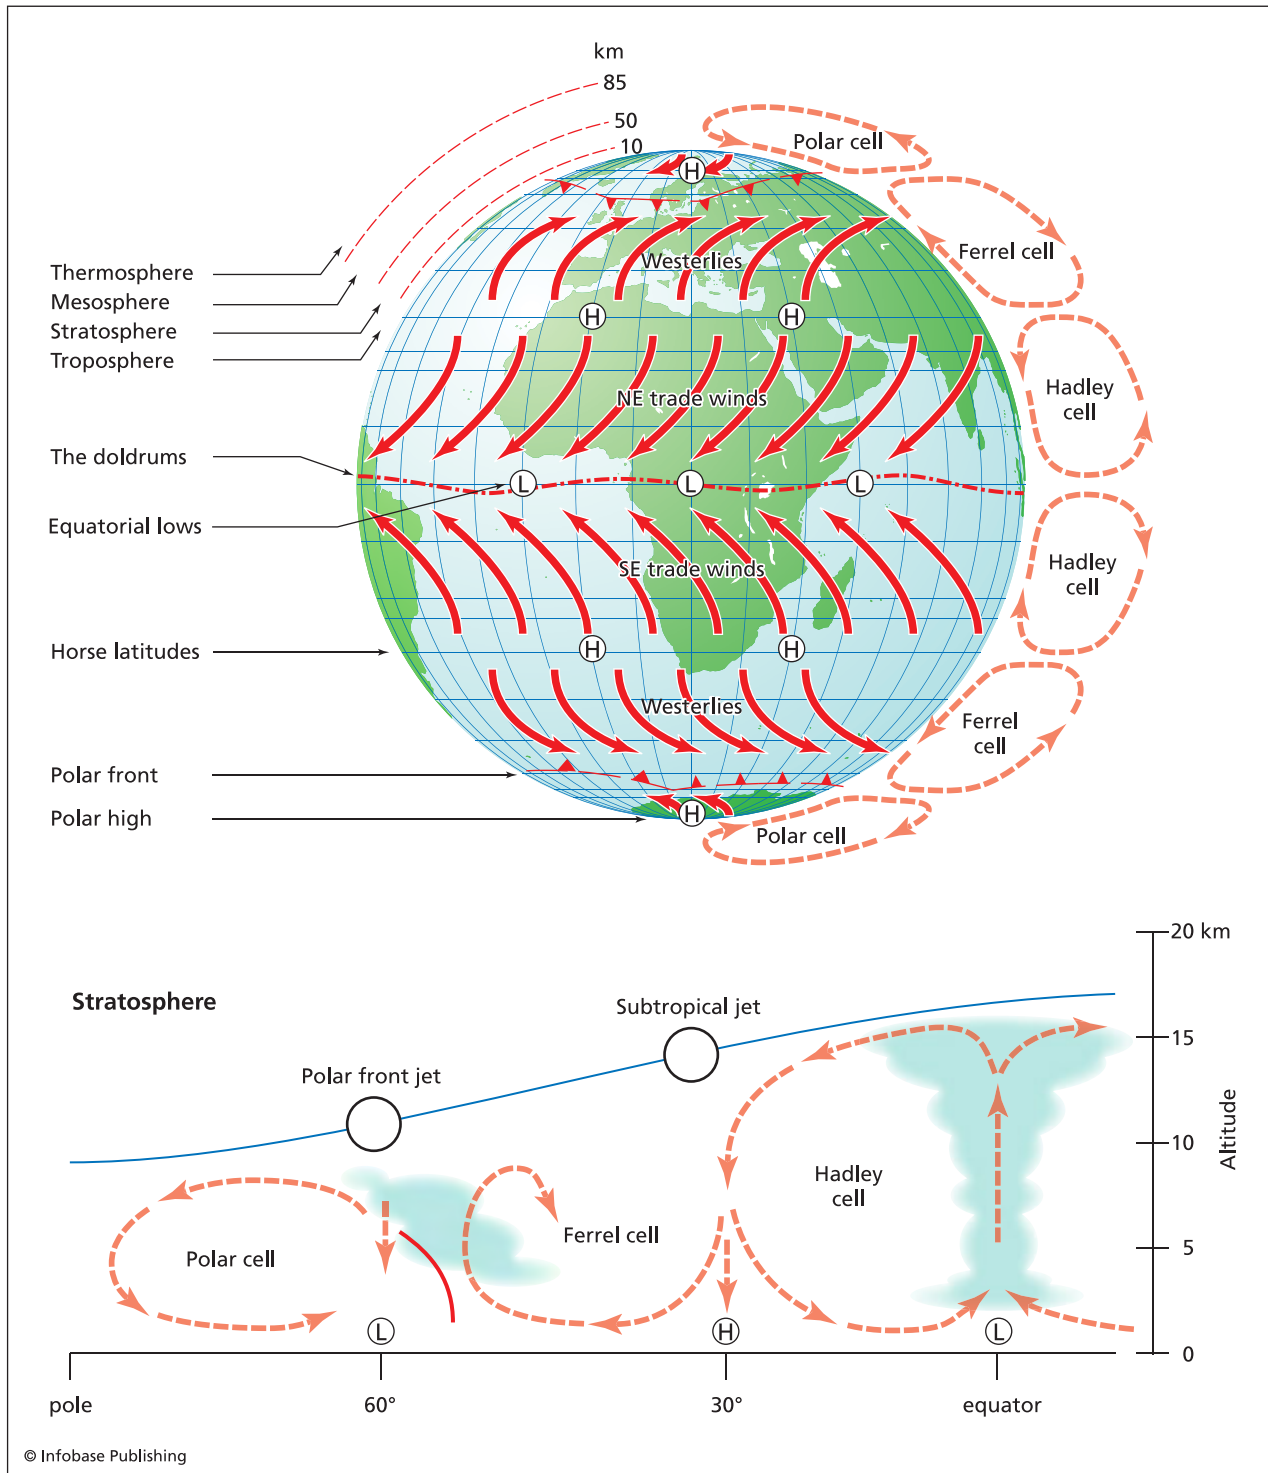 km
85
50
10
Polar cell
H
Ferrel cell
Westerlies
Thermosphere
Mesosphere
Stratosphere
Troposphere
H
H
Hadley
cell
NE trade winds
The doldrums
L
L
L
Equatorial lows
SE trade winds
Hadley
cell
Horse latitudes
H
H
Westerlies
Ferrel
cell
Polar front
Polar high
H
Polar cell
20 km
Stratosphere
Subtropical jet
15
Polar front jet
10
Altitude
Hadley
cell
Ferrel cell
Polar cell
5
L
H
L
0
pole
60°
30°
equator
© Infobase Publishing